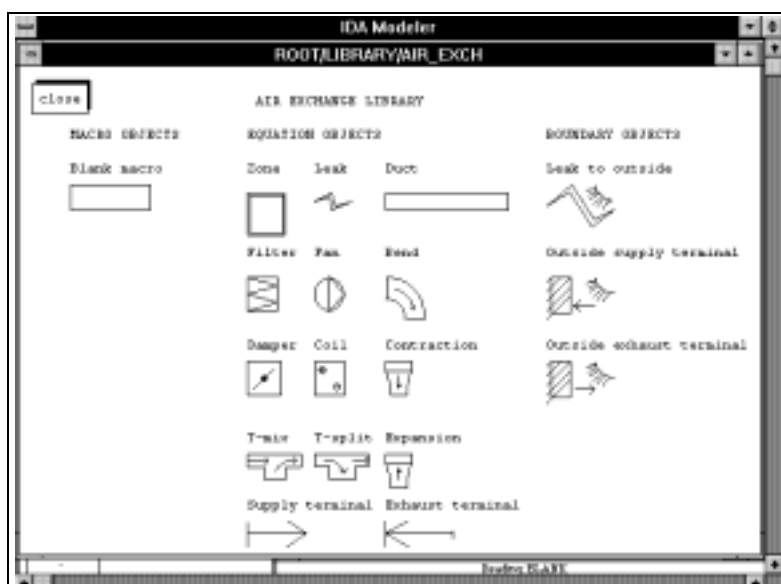 IDA Modeler
ROOT/LIBRARY/AIR_EXCH
close
AIR EXCHANGE LIBRARY
MACRO OBJECTS EQUATION OBJECTS BOUNDARY OBJECTS
Blank macro Zone Leak Duct Leak to outside
Filter Fan Bend Outside supply terminal
Damper Coil Contraction Outside exhaust terminal
T-mix T-split Expansion
Supply terminal Exhaust terminal
BLANK